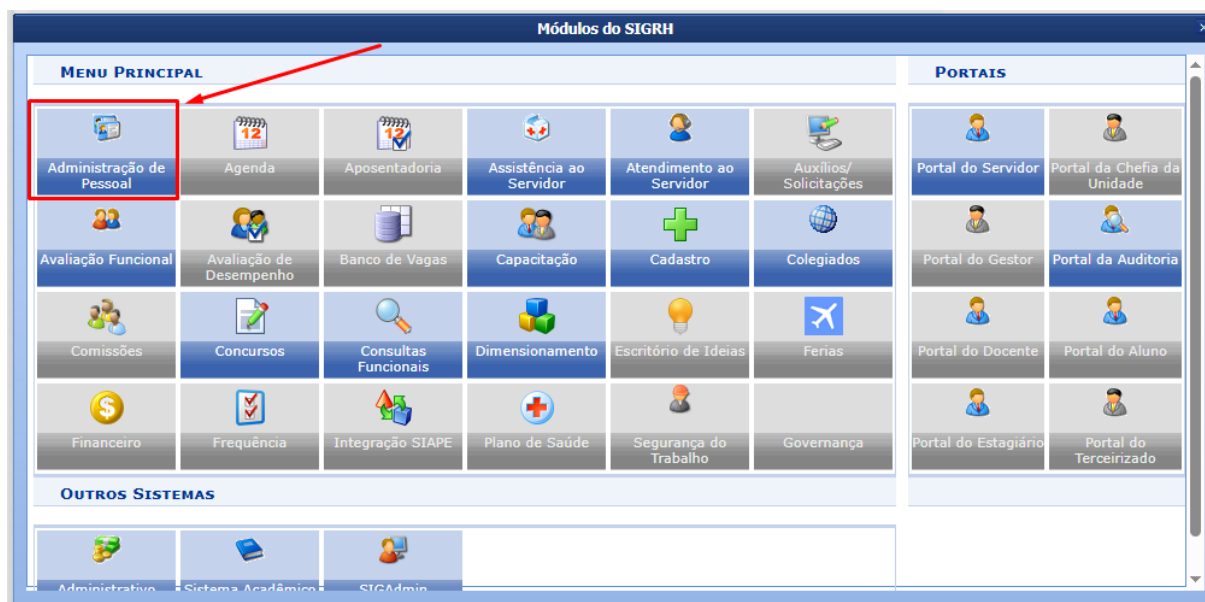 Módulos do SIGRH
MENU PRINCIPAL
PORTAIS
12
12
Administração de
Pessoal
Agenda
Aposentadoria
Assistência ao
Servidor
Atendimento ao
Servidor
Auxílios/
Solicitações
Portal do Servidor
Portal da Chefia da
Unidade
Avaliação Funcional
Avaliação de
Desempenho
Banco de Vagas
Capacitação
Cadastro
Colegiados
Portal do Gestor
Portal da Auditoria
Comissões
Concursos
Consultas
Funcionais
Dimensionamento
Escritório de Ideias
Ferias
Portal do Docente
Portal do Aluno
Financeiro
Frequência
Integração SIAPE
Plano de Saúde
Segurança do
Trabalho
Governança
Portal do Estagiário
Portal do
Terceirizado
OUTROS SISTEMAS
Administrativo
Sistema Acadêmico
SIGAdmin